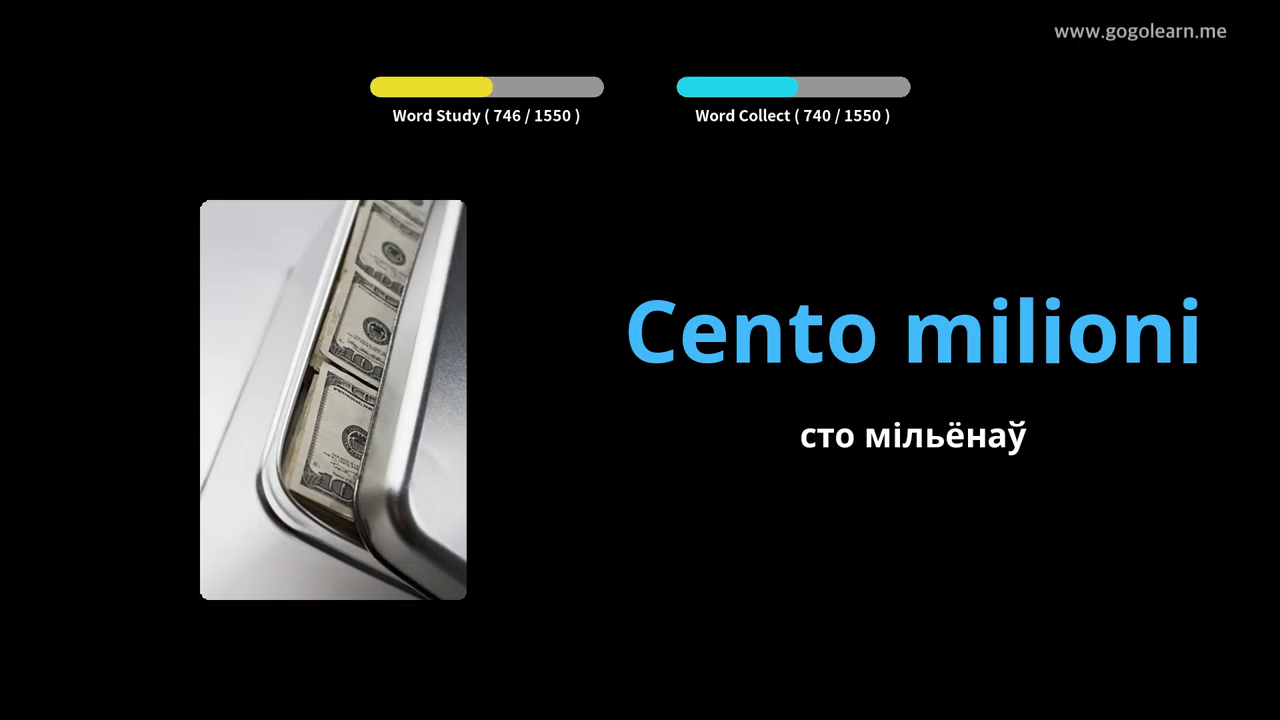 www.gogolearn.me
Word Study ( 746 / 1550 )
Word Collect ( 740 / 1550 )
Cento milioni
сто мільёнаў